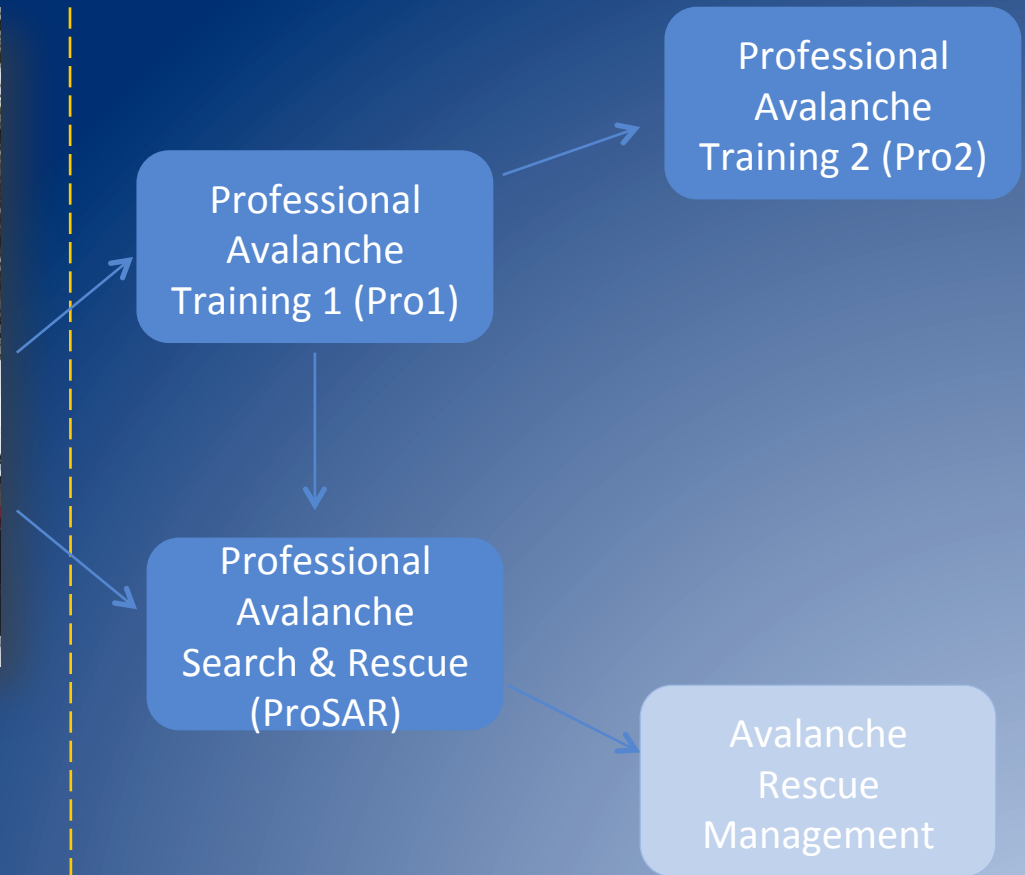 Professional
Avalanche
Training 2 (Pro2)
Professional
Avalanche
Training 1 (Pro1)
Professional
Avalanche
Search & Rescue
(ProSAR)
Avalanche
Rescue
Management